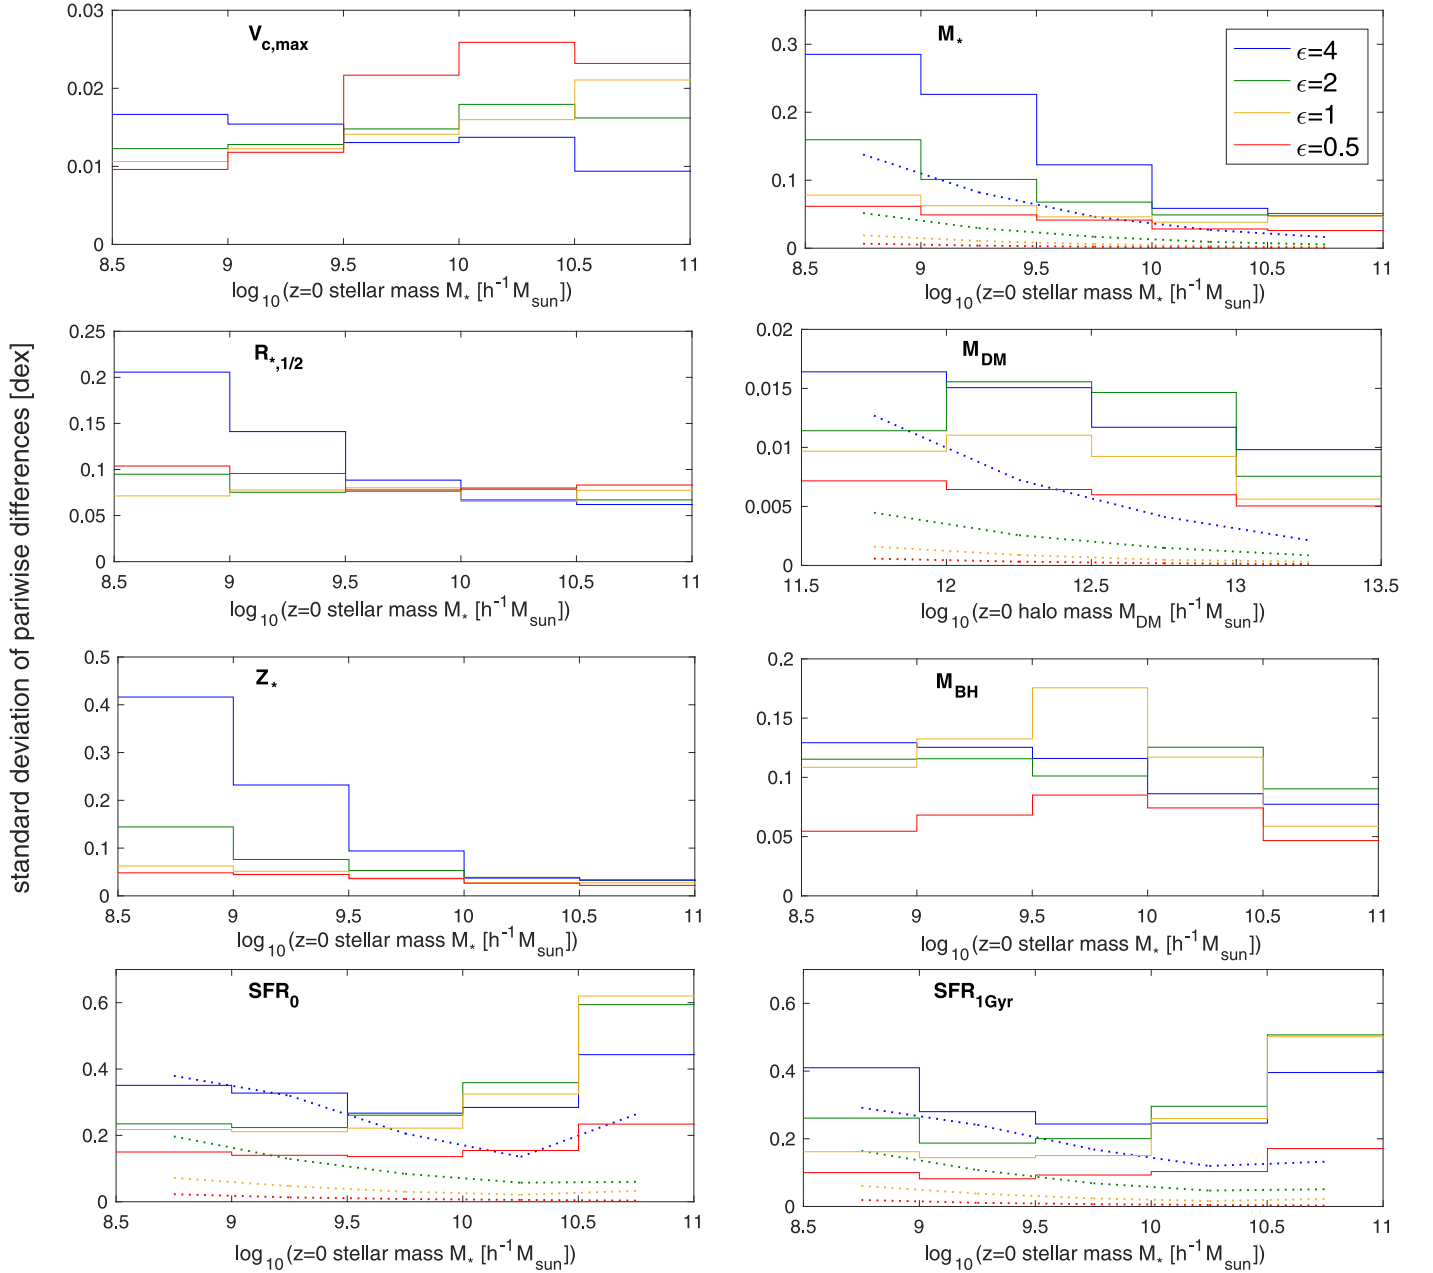 standard deviation of pariwise differences [dex]
V_c,max
0.03
0.02
0.01
0
8.5 9 9.5 10 10.5 11
log_10(z=0 stellar mass M_* [h^-1 M_sun])
M_*
ϵ=4
ϵ=2
ϵ=1
ϵ=0.5
0.3
0.2
0.1
0
8.5 9 9.5 10 10.5 11
log_10(z=0 stellar mass M_* [h^-1 M_sun])
R_*,1/2
0.25
0.2
0.15
0.1
0.05
0
8.5 9 9.5 10 10.5 11
log_10(z=0 stellar mass M_* [h^-1 M_sun])
M_DM
0.02
0.015
0.01
0.005
0
11.5 12 12.5 13 13.5
log_10(z=0 halo mass M_DM [h^-1 M_sun])
Z_*
0.5
0.4
0.3
0.2
0.1
0
8.5 9 9.5 10 10.5 11
log_10(z=0 stellar mass M_* [h^-1 M_sun])
M_BH
0.2
0.15
0.1
0.05
0
8.5 9 9.5 10 10.5 11
log_10(z=0 stellar mass M_* [h^-1 M_sun])
SFR_0
0.6
0.4
0.2
0
8.5 9 9.5 10 10.5 11
log_10(z=0 stellar mass M_* [h^-1 M_sun])
SFR_1Gyr
0.6
0.4
0.2
0
8.5 9 9.5 10 10.5 11
log_10(z=0 stellar mass M_* [h^-1 M_sun])